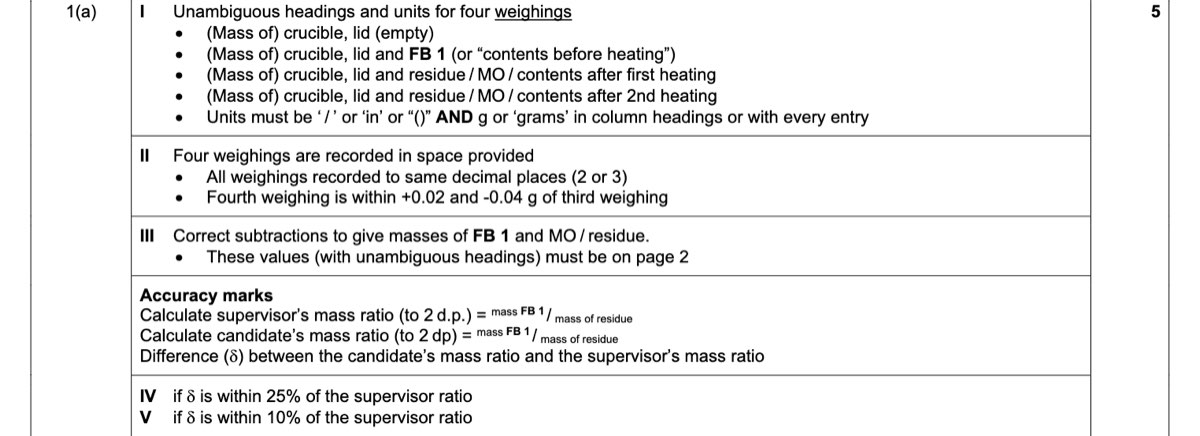 1(a) I Unambiguous headings and units for four weighings 5
• (Mass of) crucible, lid (empty)
• (Mass of) crucible, lid and FB 1 (or “contents before heating”)
• (Mass of) crucible, lid and residue / MO / contents after first heating
• (Mass of) crucible, lid and residue / MO / contents after 2nd heating
• Units must be ‘ / ’ or ‘in’ or “()” AND g or ‘grams’ in column headings or with every entry
II Four weighings are recorded in space provided
• All weighings recorded to same decimal places (2 or 3)
• Fourth weighing is within +0.02 and -0.04 g of third weighing
III Correct subtractions to give masses of FB 1 and MO / residue.
• These values (with unambiguous headings) must be on page 2
Accuracy marks
Calculate supervisor’s mass ratio (to 2 d.p.) = mass FB 1 / mass of residue
Calculate candidate’s mass ratio (to 2 dp) = mass FB 1 / mass of residue
Difference (δ) between the candidate’s mass ratio and the supervisor’s mass ratio
IV if δ is within 25% of the supervisor ratio
V if δ is within 10% of the supervisor ratio